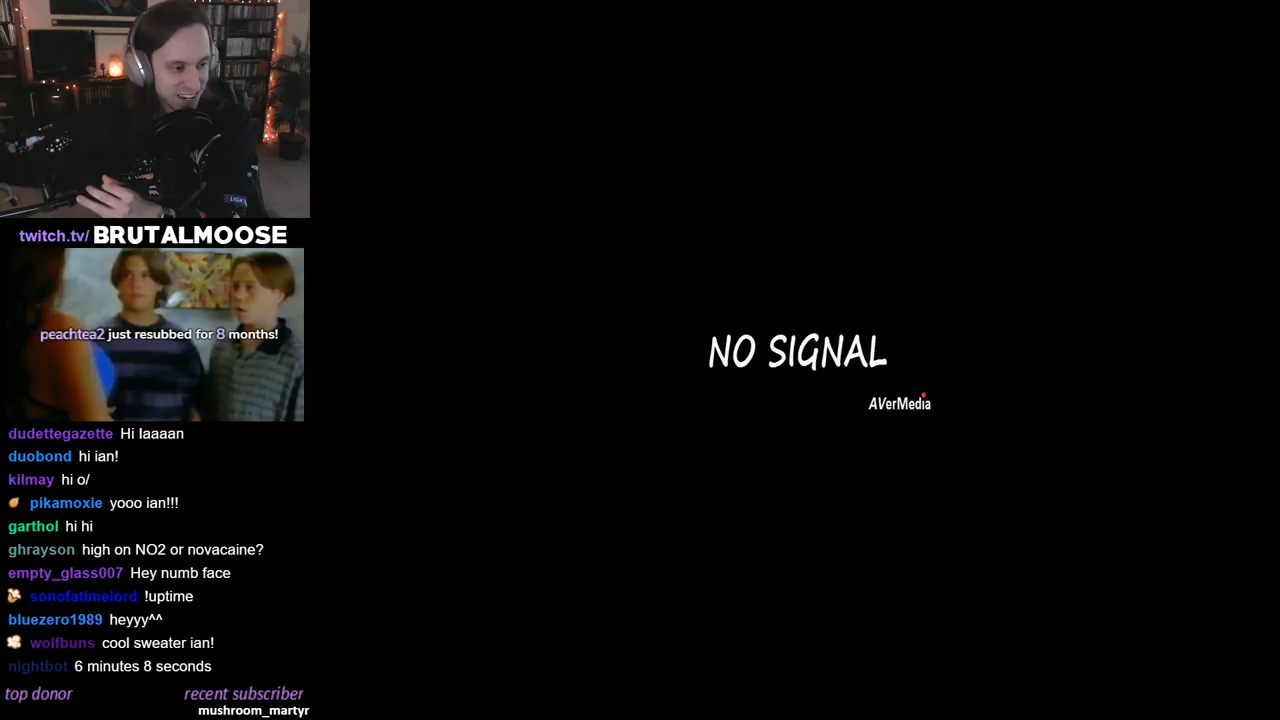 twitch.tv/ BRUTALMOOSE
peachtea2 just resubbed for 8 months!
dudettegazette Hi Iaaaan
duobond hi ian!
kilmay hi o/
pikamoxie yooo ian!!!
garthol hi hi
ghrayson high on NO2 or novacaine?
empty_glass007 Hey numb face
sonofatimelord !uptime
bluezero1989 heyyy^^
wolfbuns cool sweater ian!
nightbot 6 minutes 8 seconds
top donor
recent subscriber
mushroom_martyr
NO SIGNAL
AVerMedia